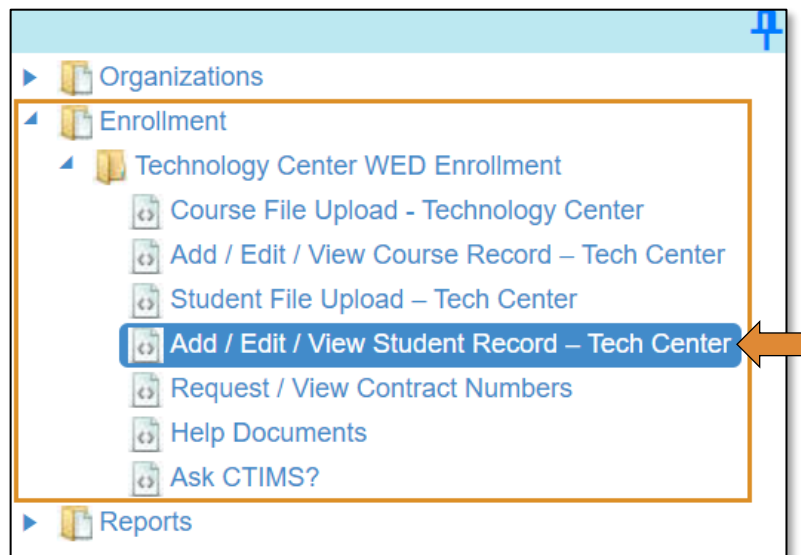 Organizations
Enrollment
Technology Center WED Enrollment
Course File Upload - Technology Center
Add / Edit / View Course Record – Tech Center
Student File Upload – Tech Center
Add / Edit / View Student Record – Tech Center
Request / View Contract Numbers
Help Documents
Ask CTIMS?
Reports